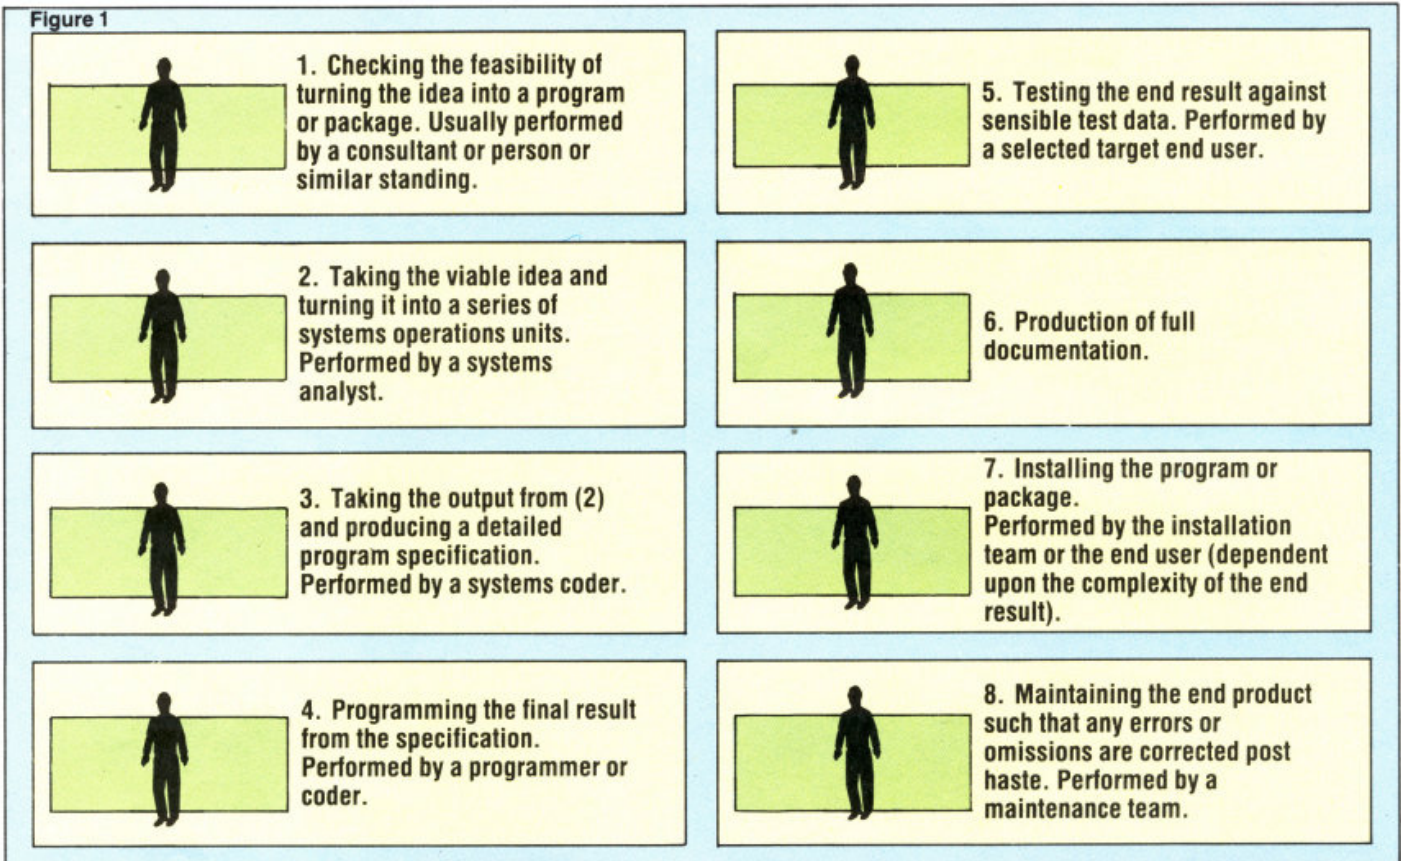 Figure 1
1. Checking the feasibility of
turning the idea into a program
or package. Usually performed
by a consultant or person or
similar standing.
2. Taking the viable idea and
turning it into a series of
systems operations units.
Performed by a systems
analyst.
3. Taking the output from (2)
and producing a detailed
program specification.
Performed by a systems coder.
4. Programming the final result
from the specification.
Performed by a programmer or
coder.
5. Testing the end result against
sensible test data. Performed by
a selected target end user.
6. Production of full
documentation.
7. Installing the program or
package.
Performed by the installation
team or the end user (dependent
upon the complexity of the end
result).
8. Maintaining the end product
such that any errors or
omissions are corrected post
haste. Performed by a
maintenance team.